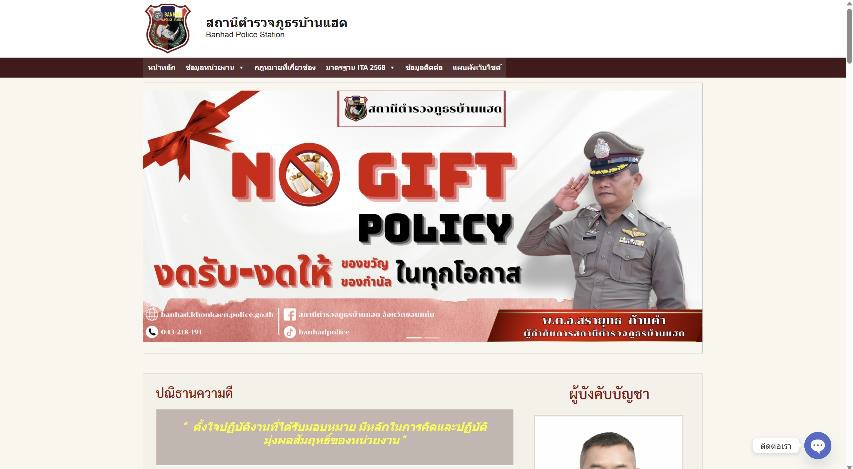 สถานีตำรวจภูธรบ้านแฮด
Banhad Police Station
หน้าหลัก ข้อมูลหน่วยงาน กฎหมายที่เกี่ยวข้อง มาตรฐาน ITA 2568 ข้อมูลติดต่อ แผนผังเว็บไซต์
สถานีตำรวจภูธรบ้านแฮด
NO GIFT
POLICY
งดรับ-งดให้ ของขวัญ ของกำนัล ในทุกโอกาส
banhad.khonkaen.police.go.th สถานีตำรวจภูธรบ้านแฮด จังหวัดขอนแก่น
043-218-191 banhadpolice
พ.ต.อ.สรายุทธ ค้านคำ
ผู้กำกับการสถานีตำรวจภูธรบ้านแฮด
ปณิธานความดี
" ตั้งใจปฏิบัติงานที่ได้รับมอบหมาย มีหลักในการคิดและปฏิบัติ
มุ่งผลสัมฤทธิ์ของหน่วยงาน "
ผู้บังคับบัญชา
ติดต่อเรา